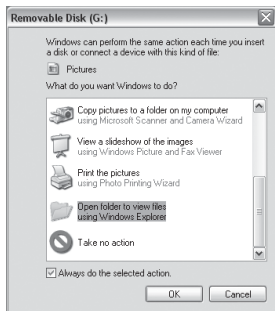 Removable Disk (G:)
Windows can perform the same action each time you insert
a disk or connect a device with this kind of file:
Pictures
What do you want Windows to do?
Copy pictures to a folder on my computer
using Microsoft Scanner and Camera Wizard
View a slideshow of the images
using Windows Picture and Fax Viewer
Print the pictures
using Photo Printing Wizard
Open folder to view files
using Windows Explorer
Take no action
Always do the selected action.
OK Cancel